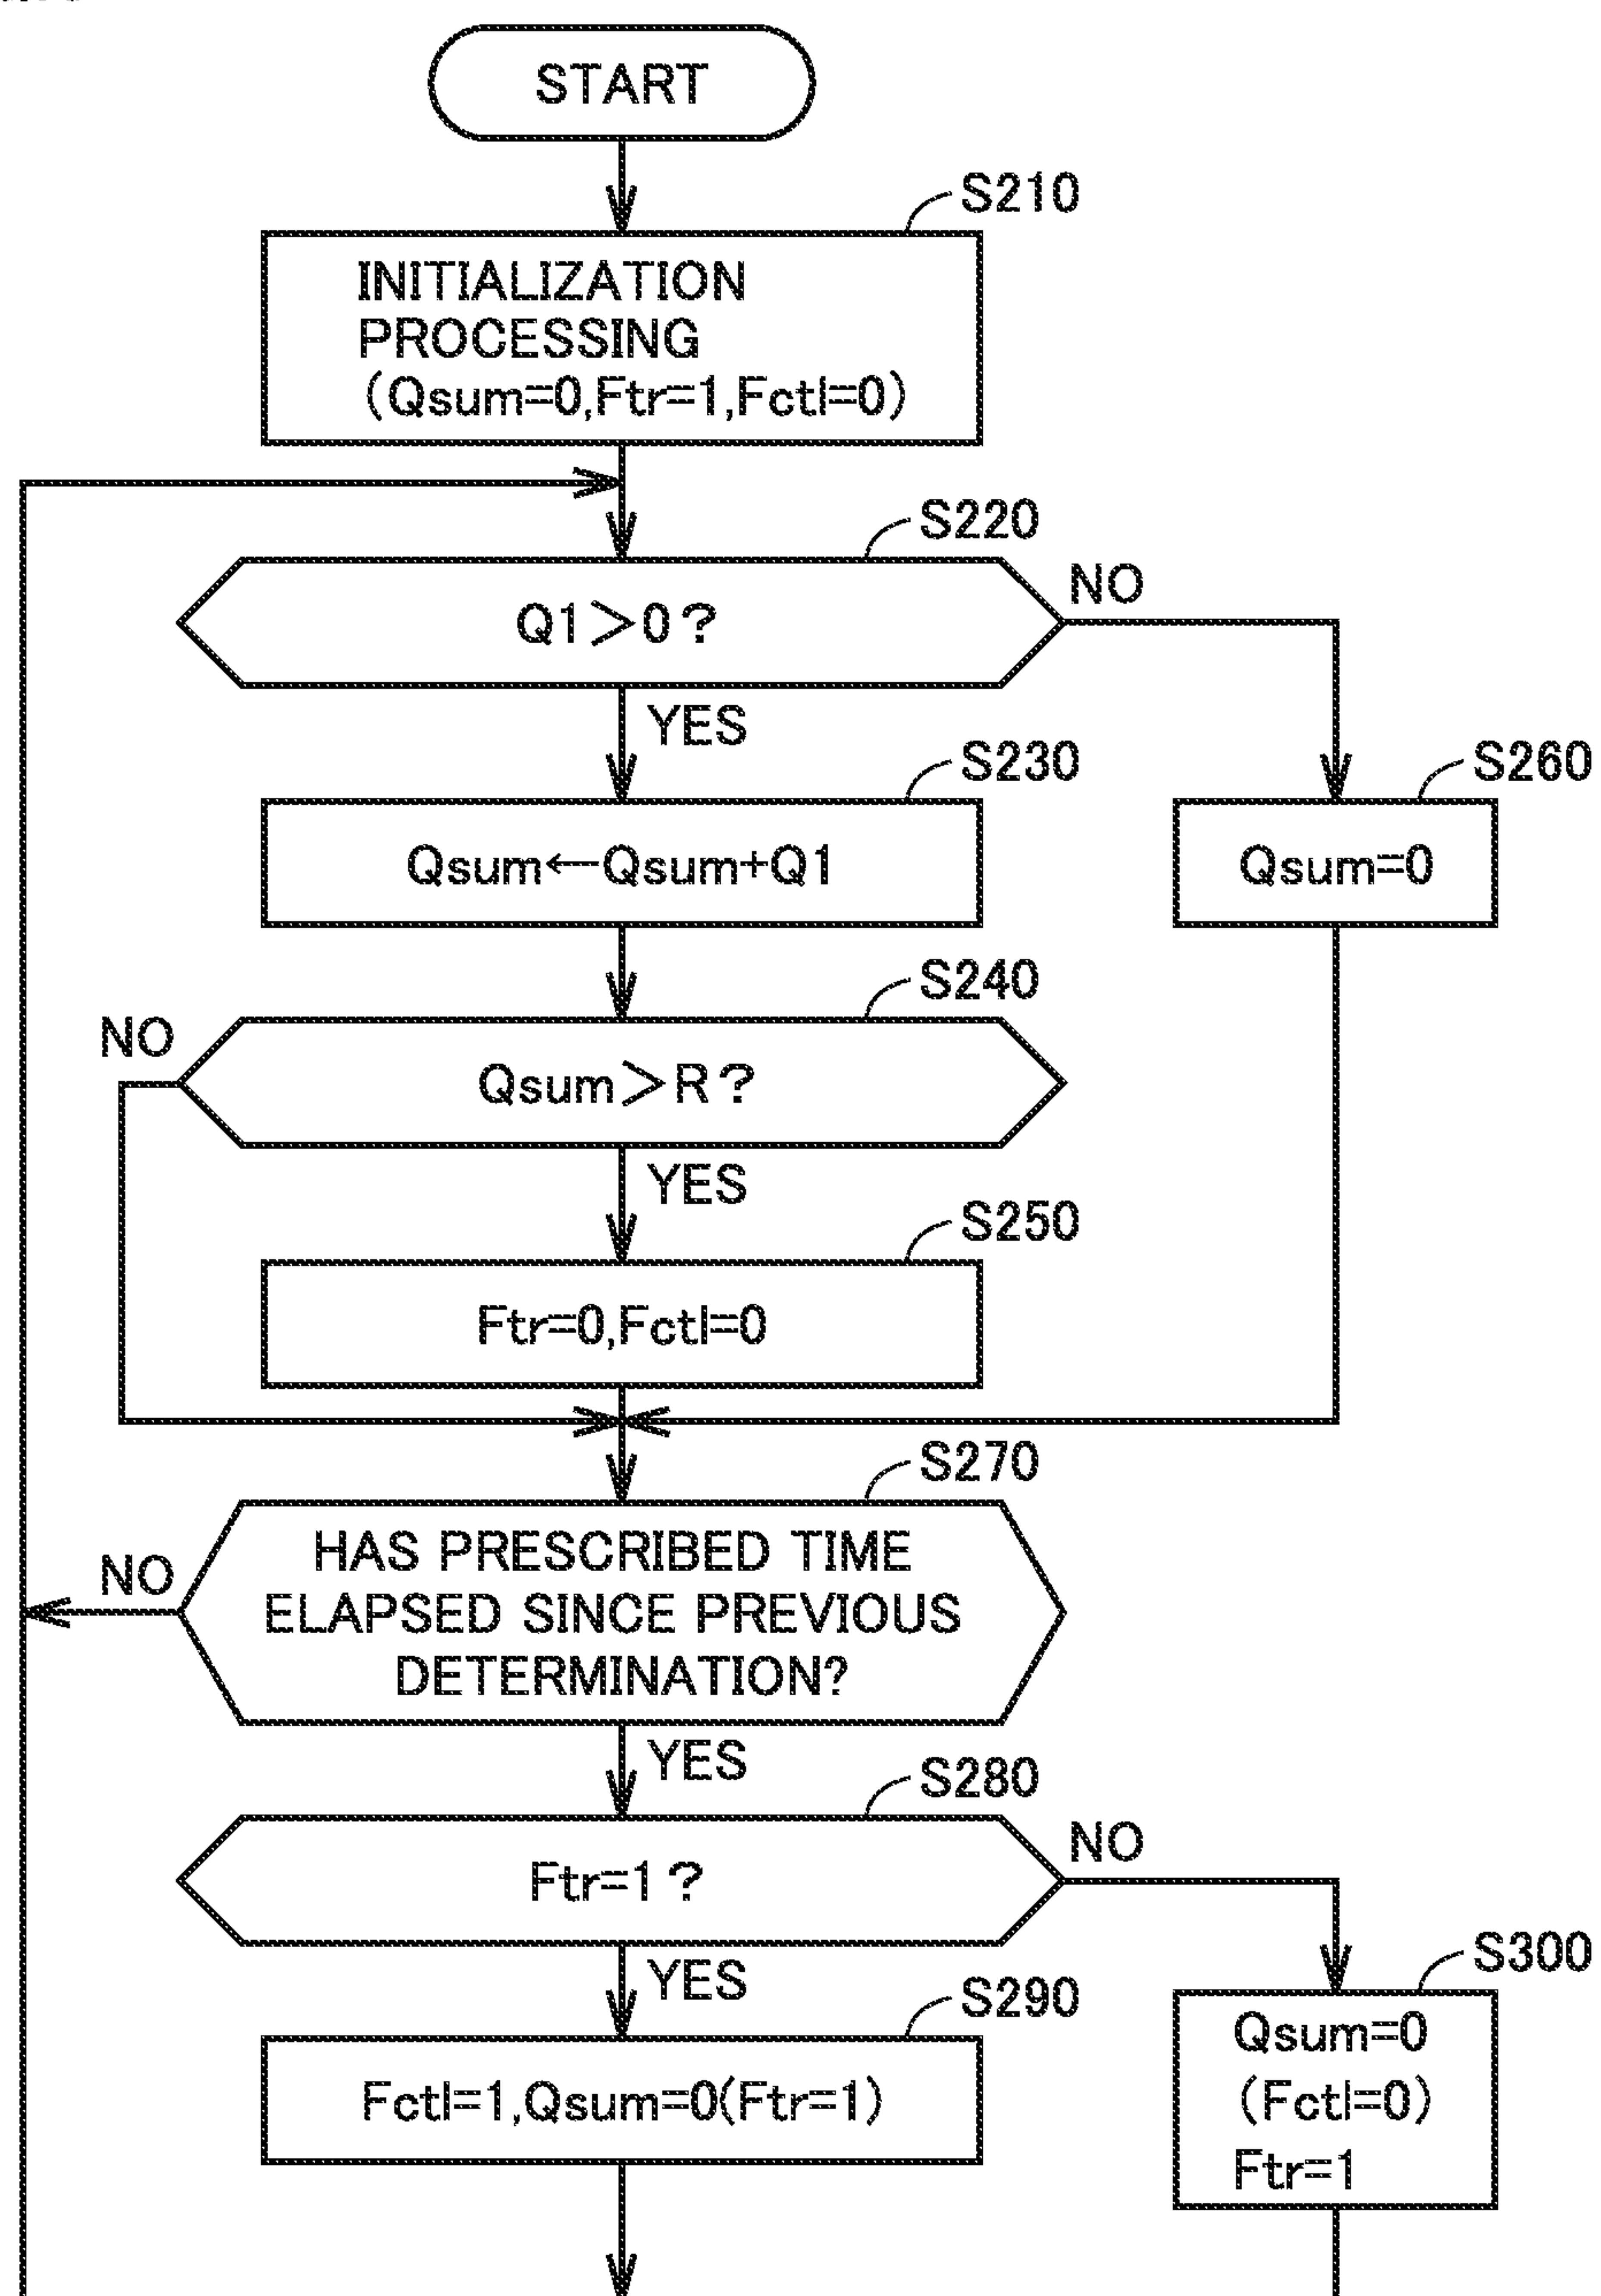 START
S210
INITIALIZATION
PROCESSING
(Qsum=0,Ftr=1,Fctl=0)
S220
Q1>0?
NO
YES
S230
Qsum←Qsum+Q1
S260
Qsum=0
S240
NO
Qsum>R?
YES
S250
Ftr=0,Fctl=0
S270
HAS PRESCRIBED TIME
ELAPSED SINCE PREVIOUS
DETERMINATION?
NO
YES
S280
Ftr=1?
NO
YES
S290
Fctl=1,Qsum=0(Ftr=1)
S300
Qsum=0
(Fctl=0)
Ftr=1